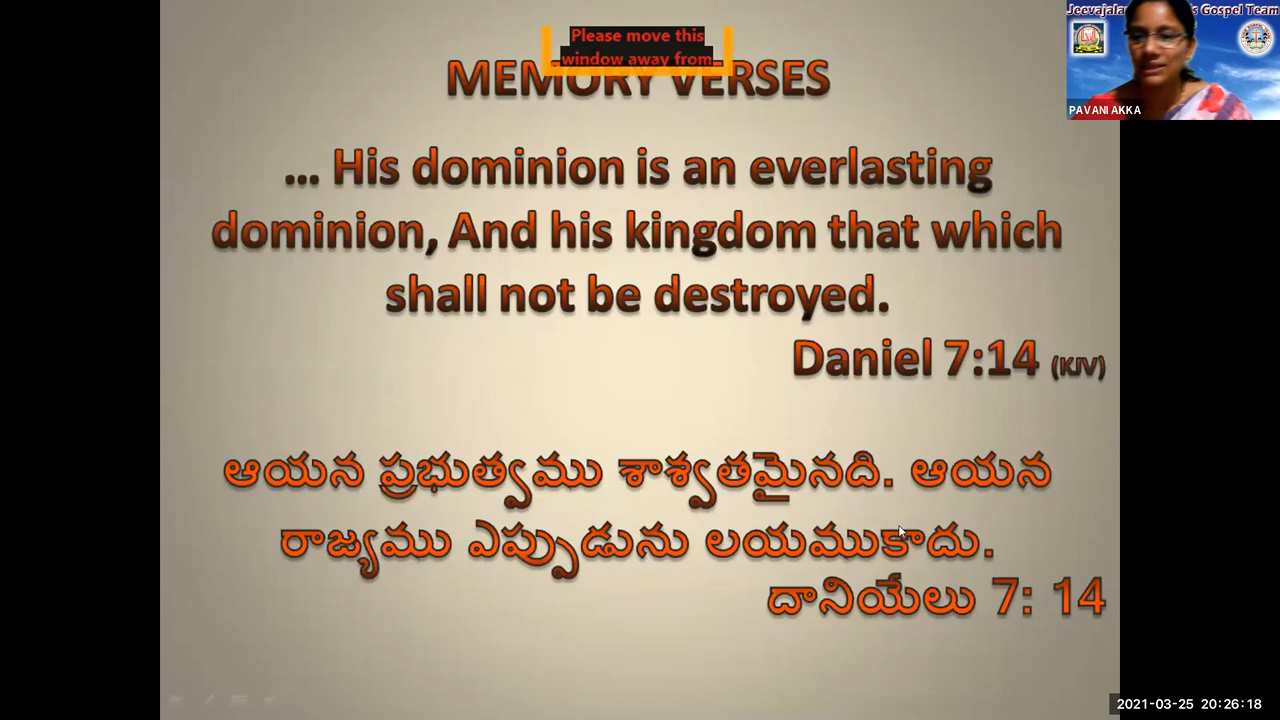 Jeevajala
s Gospel Team
PAVANI AKKA
Please move this
window away from
MEMORY VERSES
... His dominion is an everlasting
dominion, And his kingdom that which
shall not be destroyed.
Daniel 7:14 (KJV)
ఆయన ప్రభుత్వము శాశ్వతమైనది. ఆయన
రాజ్యము ఎప్పుడును లయముకాదు.
దానియేలు 7: 14
2021-03-25 20:26:18